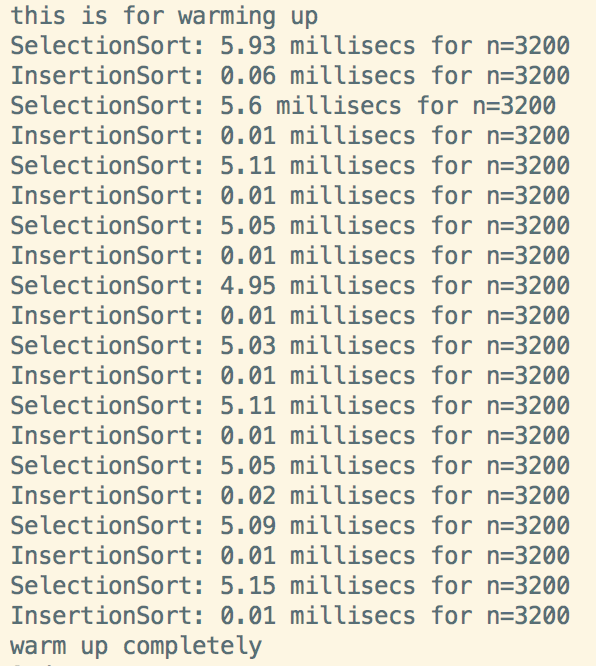 this is for warming up
SelectionSort: 5.93 millisecs for n=3200
InsertionSort: 0.06 millisecs for n=3200
SelectionSort: 5.6 millisecs for n=3200
InsertionSort: 0.01 millisecs for n=3200
SelectionSort: 5.11 millisecs for n=3200
InsertionSort: 0.01 millisecs for n=3200
SelectionSort: 5.05 millisecs for n=3200
InsertionSort: 0.01 millisecs for n=3200
SelectionSort: 4.95 millisecs for n=3200
InsertionSort: 0.01 millisecs for n=3200
SelectionSort: 5.03 millisecs for n=3200
InsertionSort: 0.01 millisecs for n=3200
SelectionSort: 5.11 millisecs for n=3200
InsertionSort: 0.01 millisecs for n=3200
SelectionSort: 5.05 millisecs for n=3200
InsertionSort: 0.02 millisecs for n=3200
SelectionSort: 5.09 millisecs for n=3200
InsertionSort: 0.01 millisecs for n=3200
SelectionSort: 5.15 millisecs for n=3200
InsertionSort: 0.01 millisecs for n=3200
warm up completely